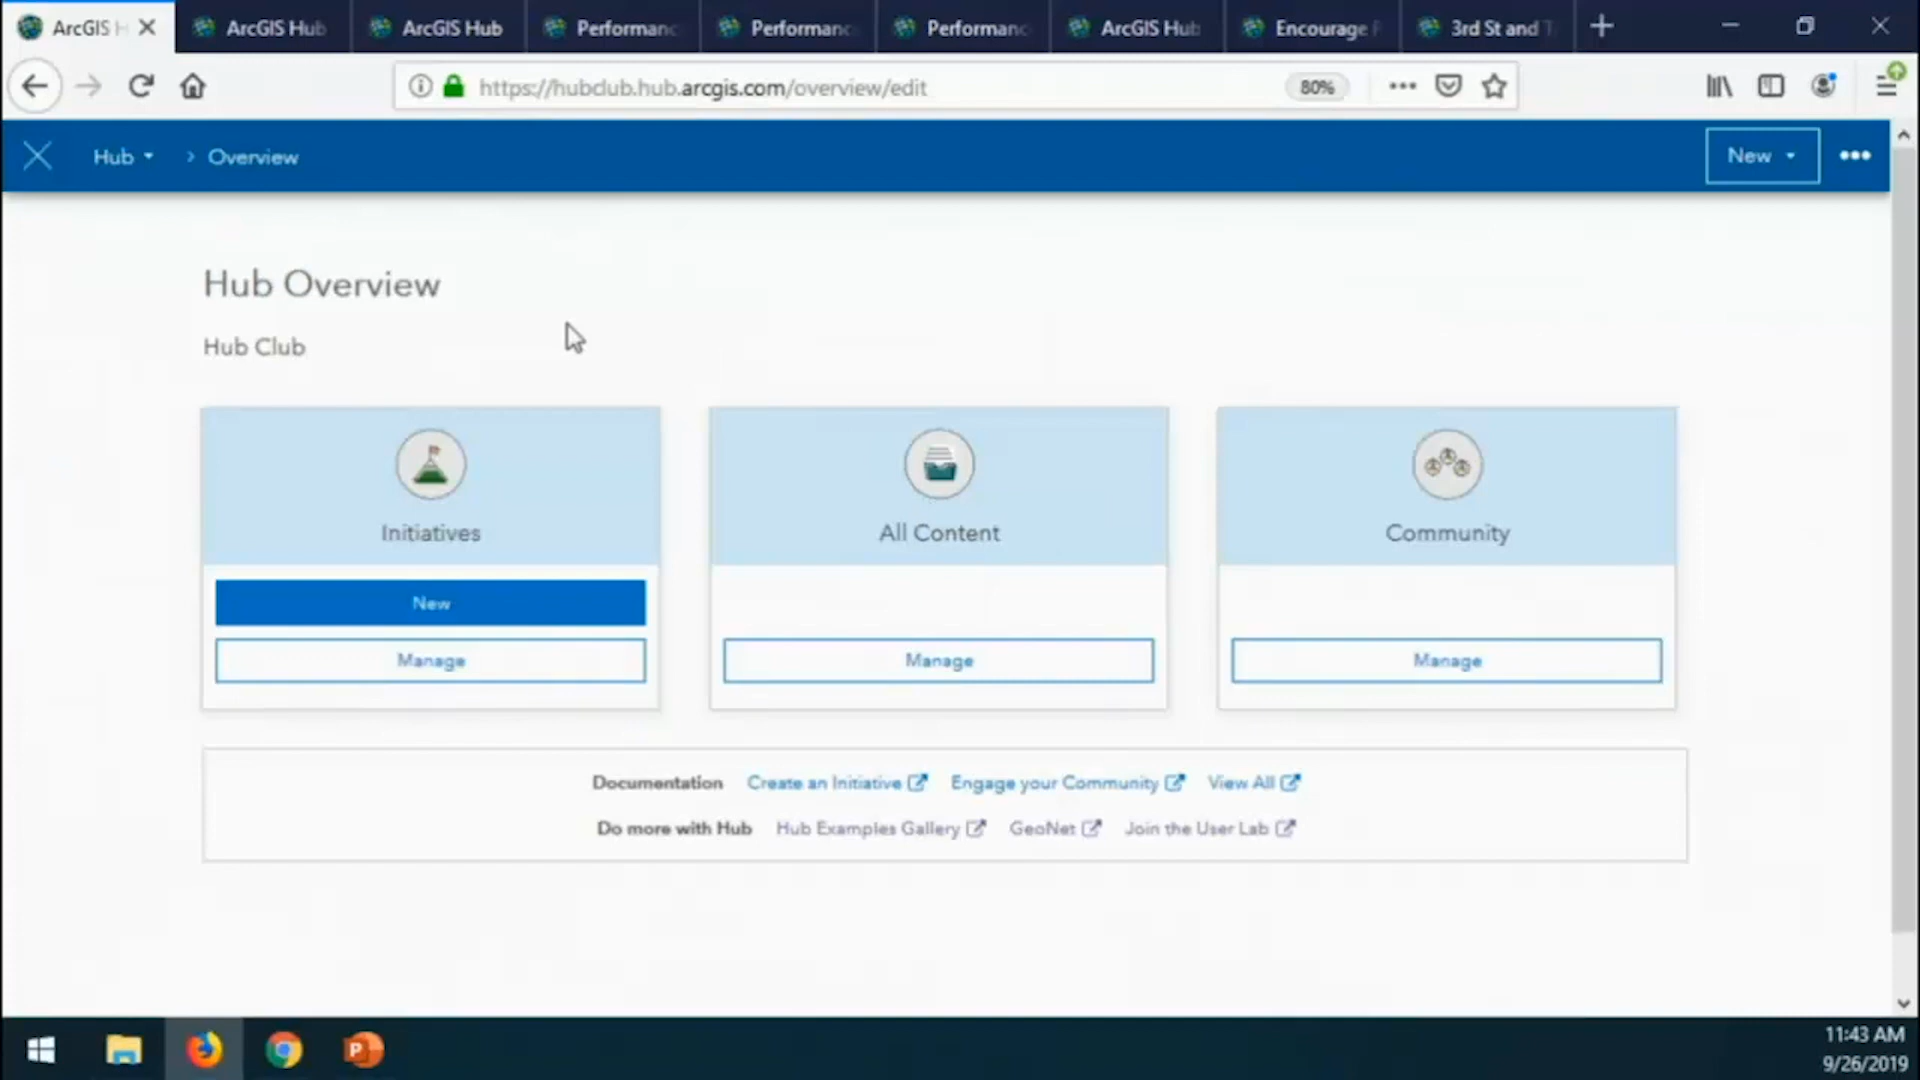 ArcGIS H
ArcGIS Hub
ArcGIS Hub
Performanc
Performanc
Performanc
ArcGIS Hub
Encourage
3rd St and
https://hubclub.hub.arcgis.com/overview/edit
80%
Hub
Overview
New
Hub Overview
Hub Club
Initiatives
All Content
Community
New
Manage
Manage
Manage
Documentation Create an Initiative Engage your Community View All
Do more with Hub Hub Examples Gallery GeoNet Join the User Lab
11:43 AM
9/26/2019